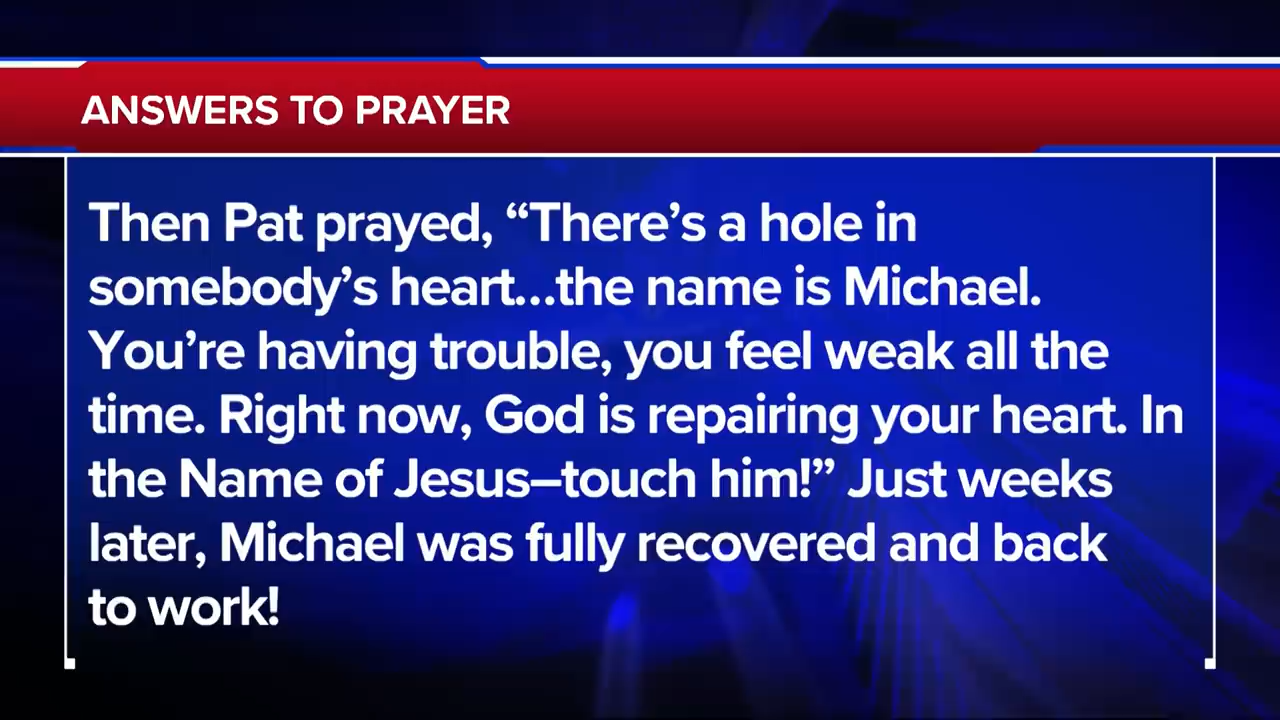 ANSWERS TO PRAYER
Then Pat prayed, “There’s a hole in
somebody’s heart...the name is Michael.
You’re having trouble, you feel weak all the
time. Right now, God is repairing your heart. In
the Name of Jesus–touch him!” Just weeks
later, Michael was fully recovered and back
to work!